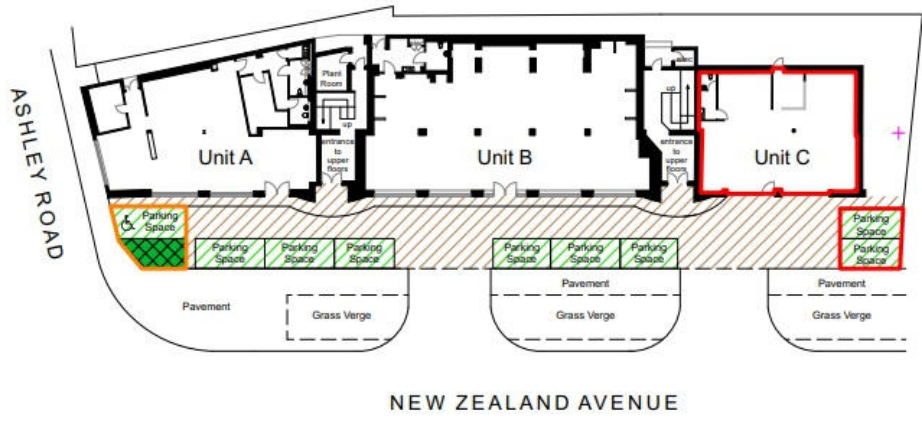 ASHLEY ROAD
Plant
Room
up
Unit A
entrance
to
upper
floors
Unit B
elec
up
entrance
to
upper
floors
Unit C
Parking
Space
Parking
Space
Parking
Space
Parking
Space
Parking
Space
Parking
Space
Parking
Space
Parking
Space
Parking
Space
Pavement
Grass Verge
Pavement
Grass Verge
Pavement
Grass Verge
NEW ZEALAND AVENUE